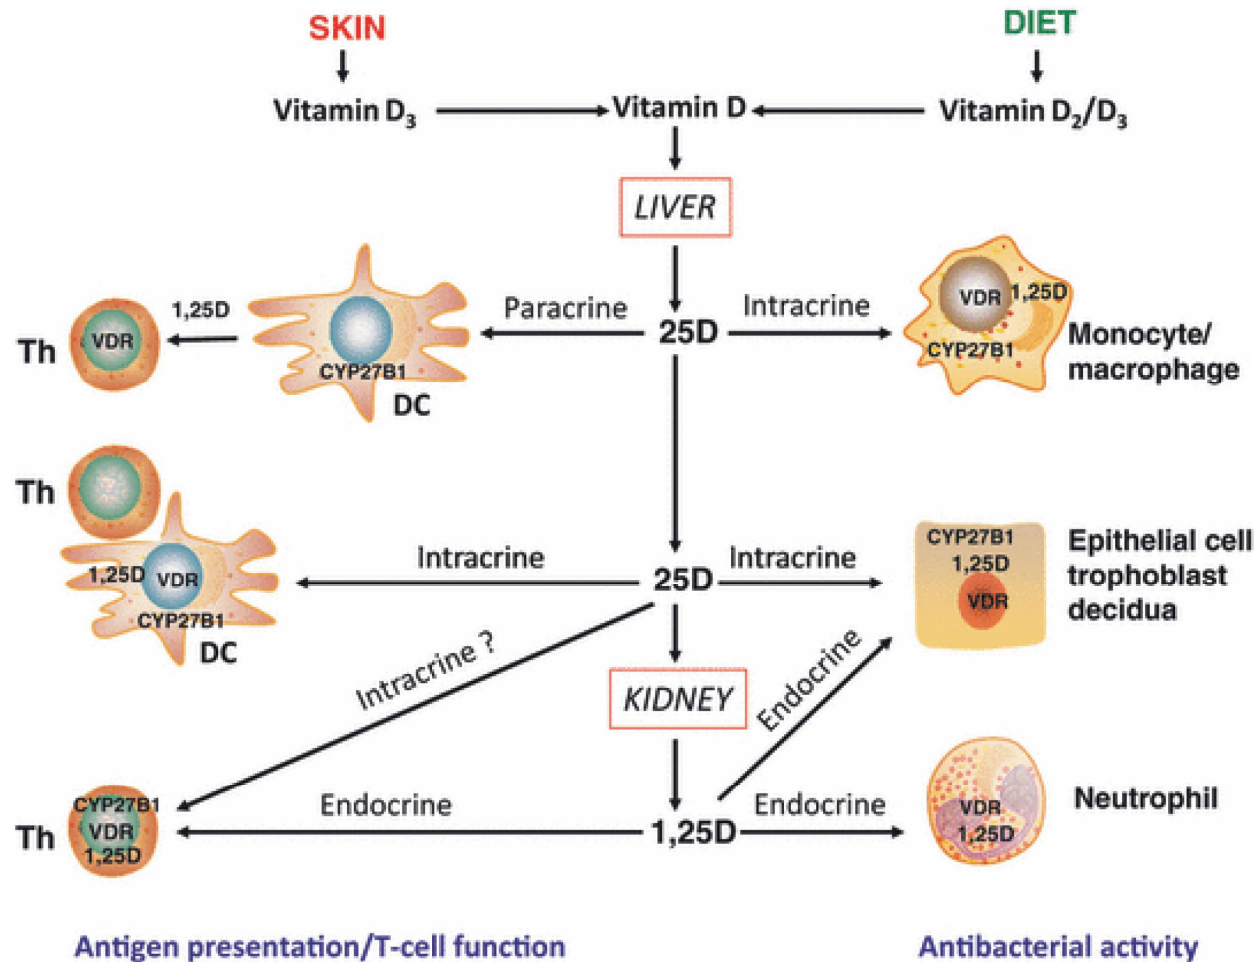 SKIN
DIET
Vitamin D₃
Vitamin D
Vitamin D₂/D₃
LIVER
1,25D
Paracrine
25D
Intracrine
VDR
1,25D
CYP27B1
Monocyte/
macrophage
Th
VDR
CYP27B1
DC
Th
1,25D
VDR
CYP27B1
DC
Intracrine
25D
Intracrine
CYP27B1
1,25D
VDR
Epithelial cell
trophoblast
decidua
Intracrine ?
KIDNEY
Endocrine
Th
CYP27B1
VDR
1,25D
Endocrine
1,25D
Endocrine
VDR
1,25D
Neutrophil
Antigen presentation/T-cell function
Antibacterial activity